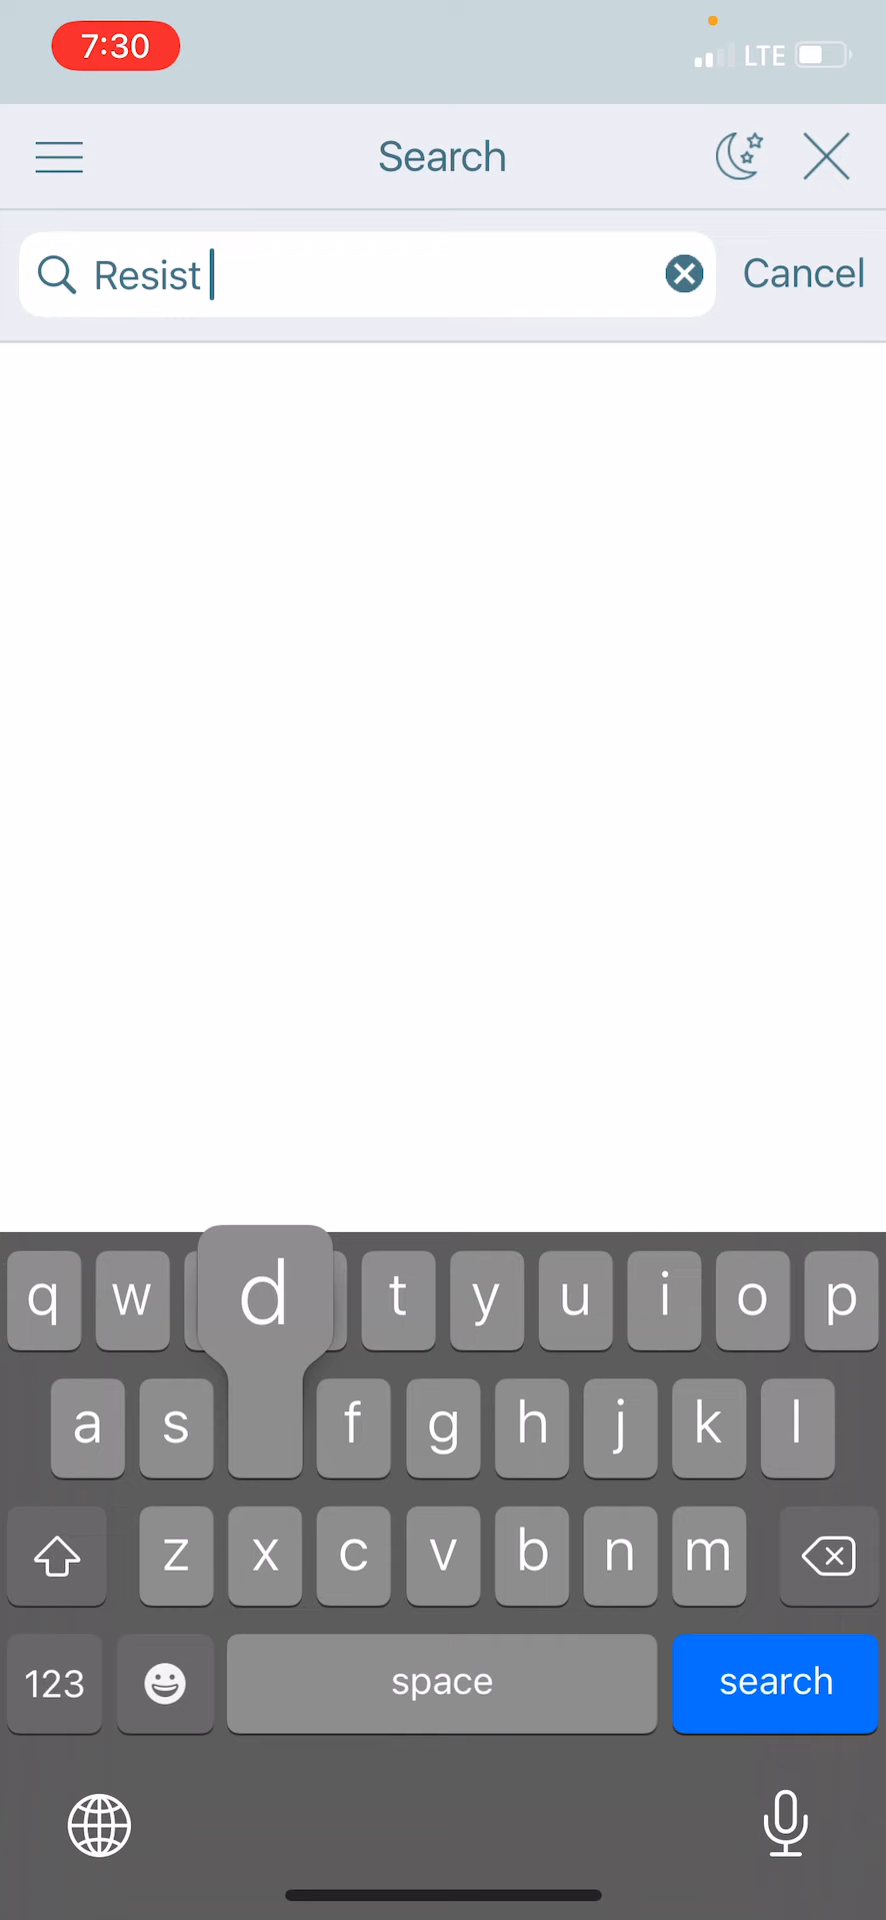 7:30 LTE
Search
Resist Cancel
q w d t y u i o p
a s f g h j k l
z x c v b n m
123 space search